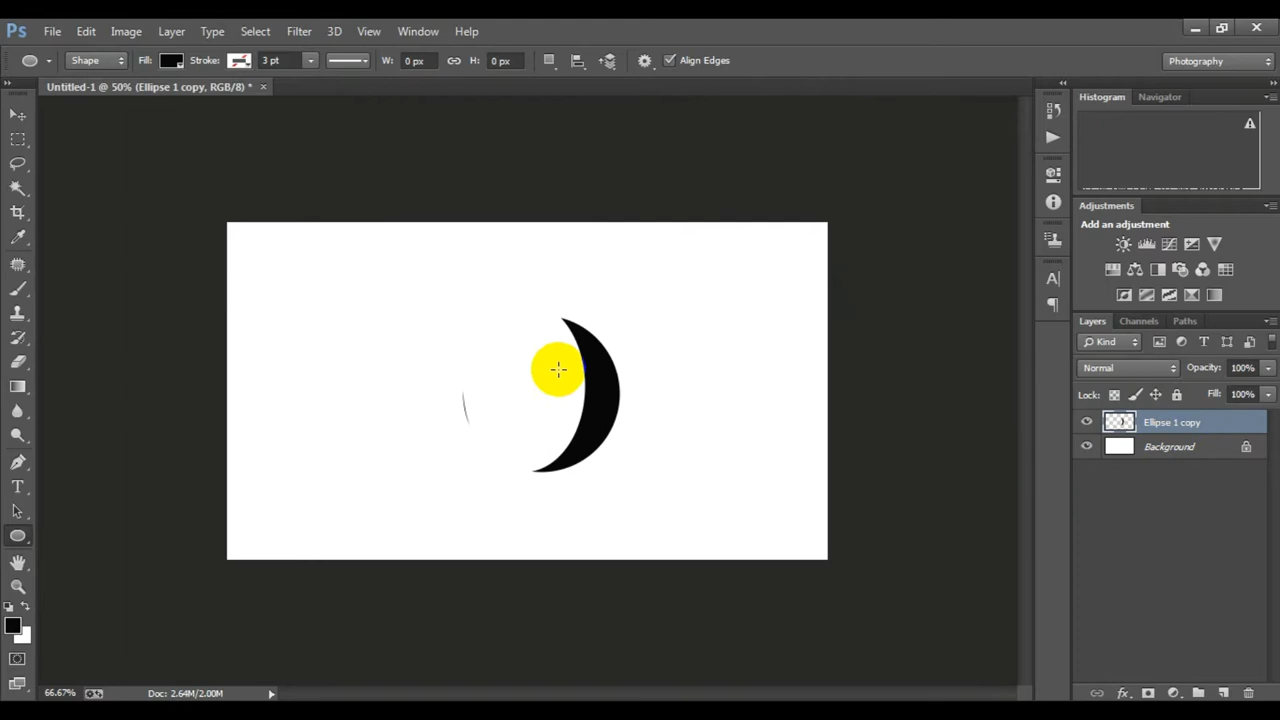 Ps File Edit Image Layer Type Select Filter 3D View Window Help
Shape Fill: Stroke: 3 pt W: 0 px H: 0 px Align Edges Photography
Untitled-1 @ 50% (Ellipse 1 copy, RGB/8) *
Histogram Navigator
Adjustments
Add an adjustment
Layers Channels Paths
Kind
Normal Opacity: 100%
Lock: Fill: 100%
Ellipse 1 copy
Background
66.67% Doc: 2.64M/2.00M